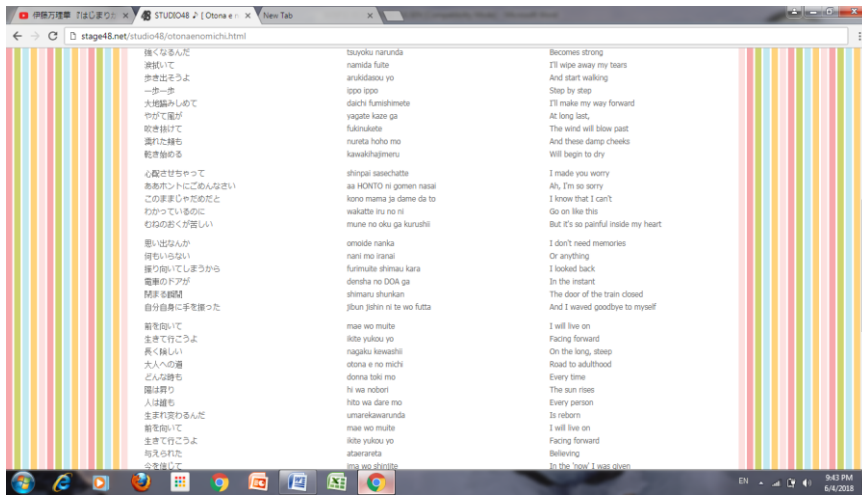 伊藤万理華 『はじまりか
STUDIO48 ♪ [ Otona e n
New Tab
stage48.net/studio48/otonaenomichi.html
強くなるんだ tsuyoku narunda Becomes strong
涙拭いて namida fuite I'll wipe away my tears
歩き出そうよ arukidasou yo And start walking
一歩一歩 ippo ippo Step by step
大地踏みしめて daichi fumishimete I'll make my way forward
やがて風が yagate kaze ga At long last,
吹き抜けて fukinukete The wind will blow past
濡れた頬も nureta hoho mo And these damp cheeks
乾き始める kawakihajimeru Will begin to dry
心配させちゃって shinpai sasechatte I made you worry
ああホントにごめんなさい aa HONTO ni gomen nasai Ah, I'm so sorry
このままじゃだめだと kono mama ja dame da to I know that I can't
わかっているのに wakatte iru no ni Go on like this
むねのおくが苦しい mune no oku ga kurushii But it's so painful inside my heart
思い出なんか omoide nanka I don't need memories
何もいらない nani mo iranai Or anything
振り向いてしまうから furimuite shimau kara I looked back
電車のドアが densha no DOA ga In the instant
閉まる瞬間 shimaru shunkan The door of the train closed
自分自身に手を振った jibun jishin ni te wo futta And I waved goodbye to myself
前を向いて mae wo muite I will live on
生きて行こうよ ikite yukou yo Facing forward
長く険しい nagaku kewashii On the long, steep
大人への道 otona e no michi Road to adulthood
どんな時も donna toki mo Every time
陽は昇り hi wa nobori The sun rises
人は誰も hito wa dare mo Every person
生まれ変わるんだ umarekawarunda Is reborn
前を向いて mae wo muite I will live on
生きて行こうよ ikite yukou yo Facing forward
与えられた ataerareta Believing
今を信じて ima wo shinjite In the 'now' I was given
EN 9:43 PM
6/4/2018